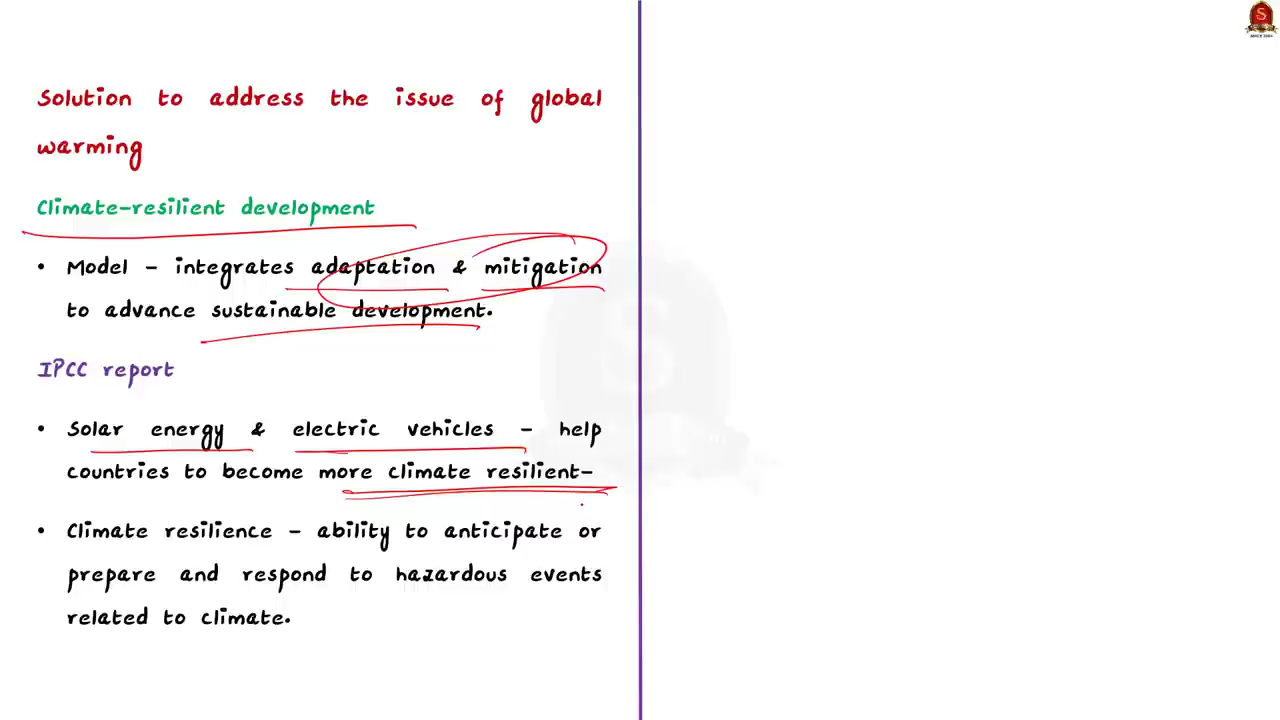 Solution to address the issue of global
warming
Climate-resilient development
• Model - integrates adaptation & mitigation
to advance sustainable development.
IPCC report
• Solar energy & electric vehicles - help
countries to become more climate resilient-
• Climate resilience - ability to anticipate or
prepare and respond to hazardous events
related to climate.
S